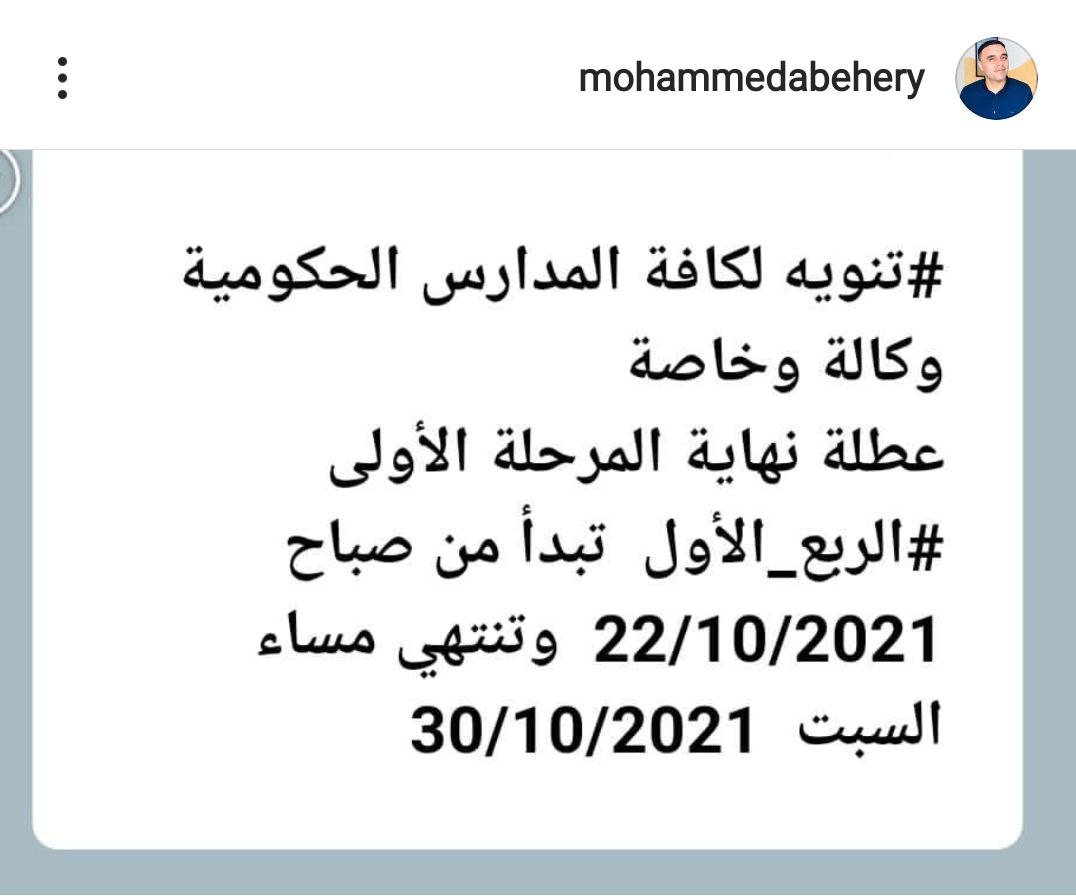 mohammedabehery
#تنويه لكافة المدارس الحكومية
وكالة وخاصة
عطلة نهاية المرحلة الأولى
#الربع_الأول تبدأ من صباح
22/10/2021 وتنتهي مساء
السبت 30/10/2021